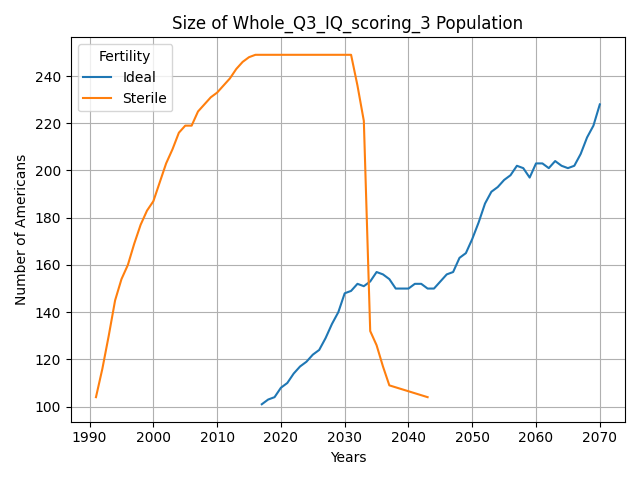 Size of Whole_Q3_IQ_scoring_3 Population
Fertility
Ideal
Sterile
Number of Americans
240
220
200
180
160
140
120
100
1990
2000
2010
2020
2030
2040
2050
2060
2070
Years